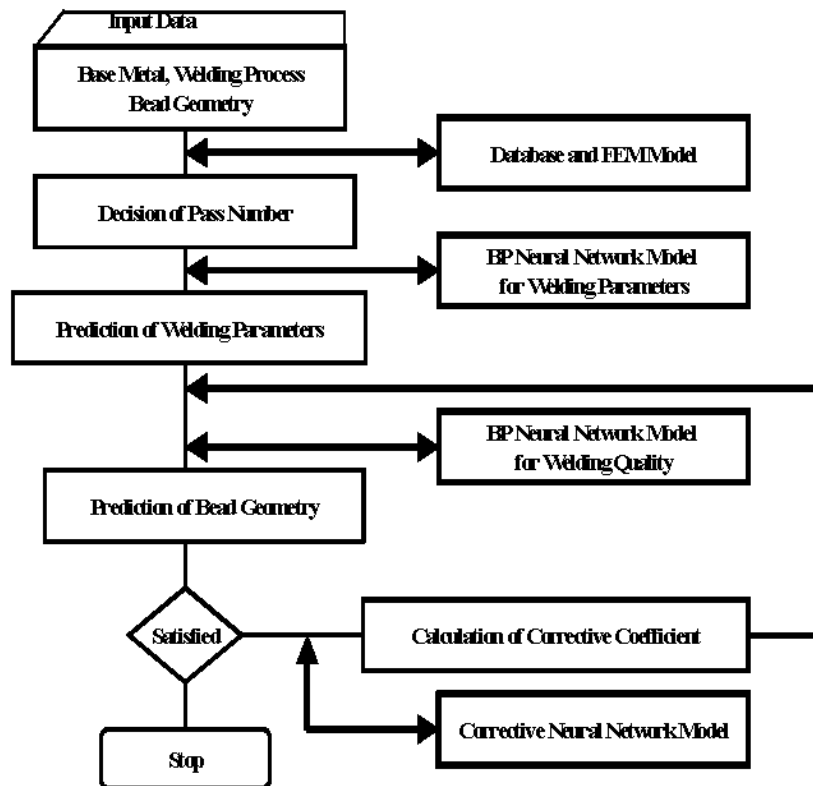 Input Data
Base Metal, Welding Process
Bead Geometry
Database and FEM Model
Decision of Pass Number
BP Neural Network Model
for Welding Parameters
Prediction of Welding Parameters
BP Neural Network Model
for Welding Quality
Prediction of Bead Geometry
Satisfied
Calculation of Corrective Coefficient
Corrective Neural Network Model
Stop